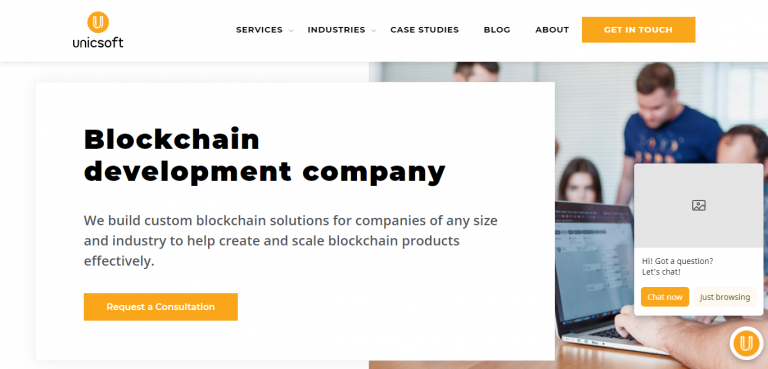 unicsoft
SERVICES
INDUSTRIES
CASE STUDIES
BLOG
ABOUT
GET IN TOUCH
Blockchain
development company
We build custom blockchain solutions for companies of any size
and industry to help create and scale blockchain products
effectively.
Request a Consultation
Hi! Got a question?
Let's chat!
Chat now
Just browsing